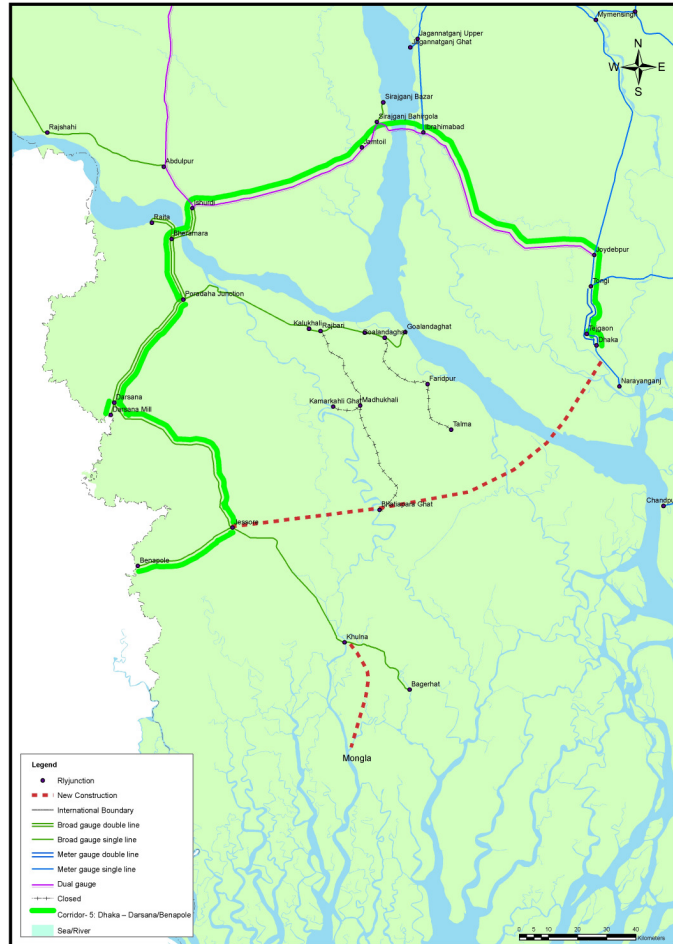 Mymensingh
Jagannatganj Upper
Jagannatganj Ghat
N
W
E
S
Sirajganj Bazar
Sirajganj Bahirgola
Rajshahi
Ibrahimabad
Jamtoil
Abdulpur
Ishurdi
Raita
Bheramara
Joydebpur
Tongi
Poradaha Junction
Kalukhali
Rajbari
Goalandaghat
Tejgaon
Dhaka
Faridpur
Narayanganj
Darsana
Darsana Mill
Kamarkahli Ghat
Madhukhali
Talma
Bhatiapara Ghat
Chandpu
Jessore
Benapole
Khulna
Bagerhat
Mongla
Legend
Rlyjunction
New Construction
International Boundary
Broad gauge double line
Broad gauge single line
Meter gauge double line
Meter gauge single line
Dual gauge
Closed
Corridor- 5: Dhaka – Darsana/Benapole
Sea/River
0 5 10 20 30 40
Kilometers